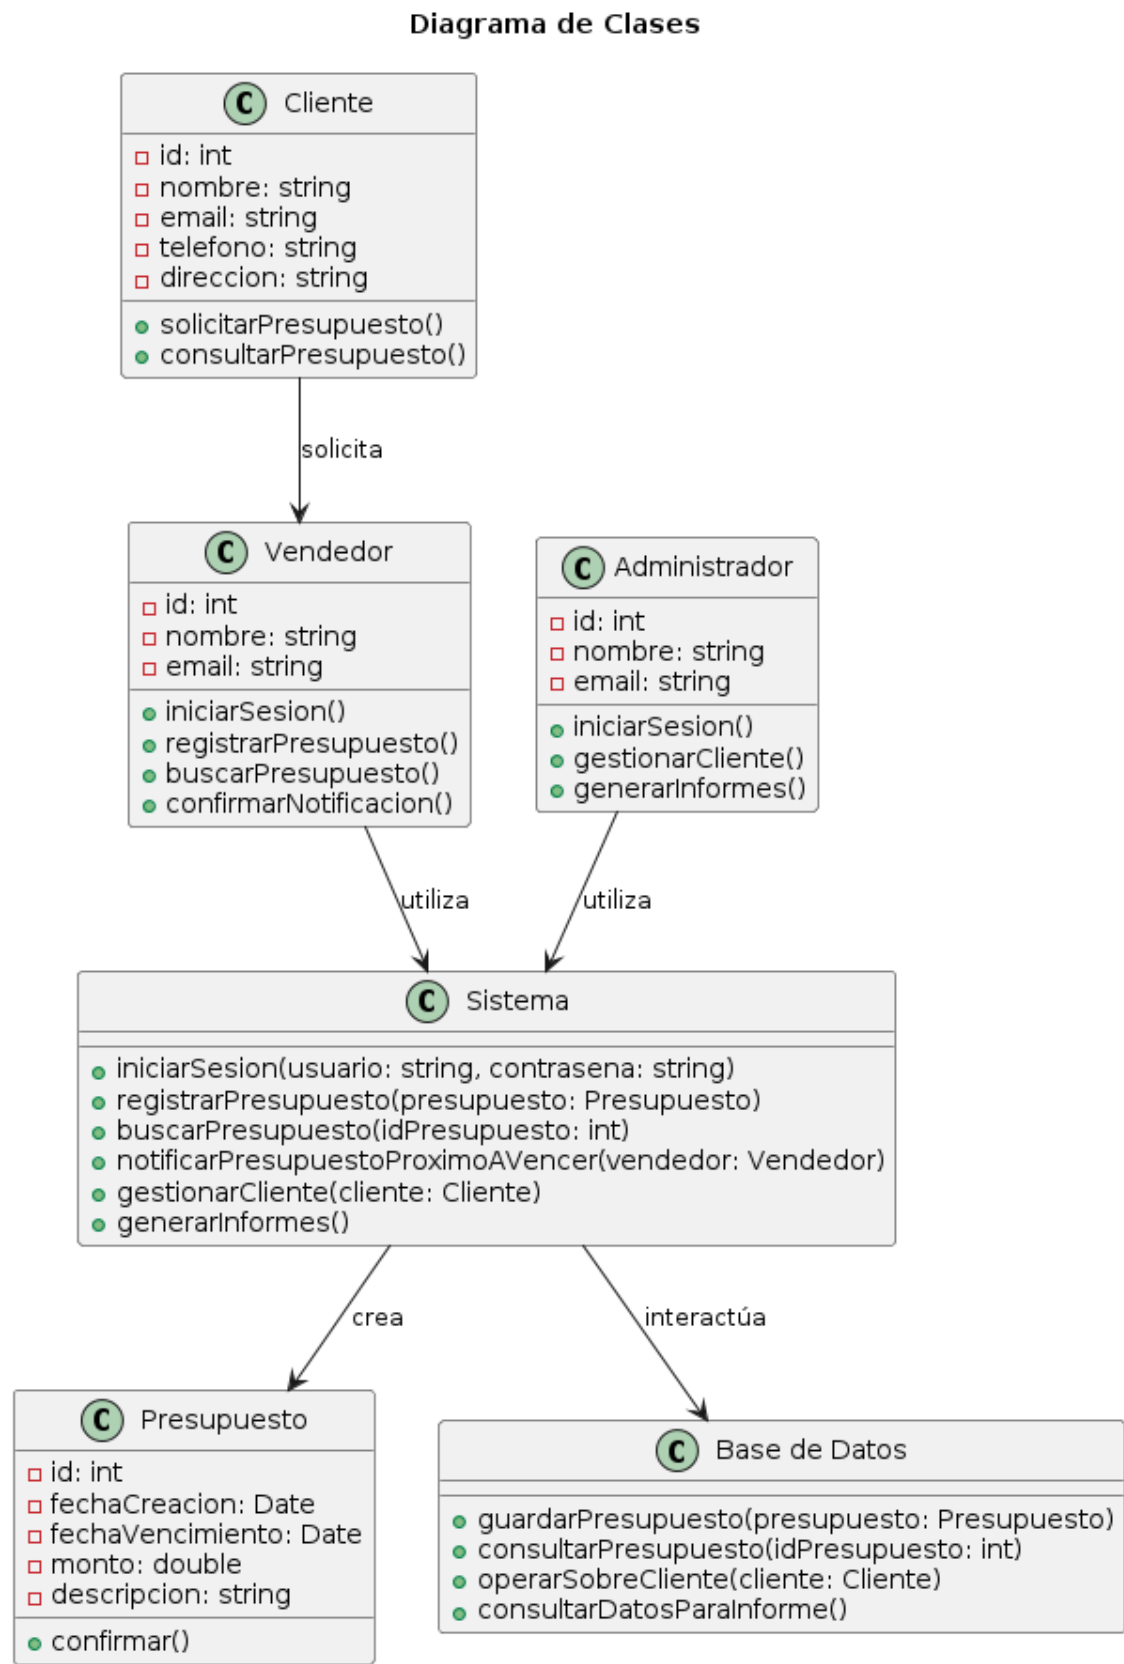 Diagrama de Clases
C Cliente
id: int
nombre: string
email: string
telefono: string
direccion: string
solicitarPresupuesto()
consultarPresupuesto()
solicita
C Vendedor
id: int
nombre: string
email: string
iniciarSesion()
registrarPresupuesto()
buscarPresupuesto()
confirmarNotificacion()
C Administrador
id: int
nombre: string
email: string
iniciarSesion()
gestionarCliente()
generarInformes()
utiliza
utiliza
C Sistema
iniciarSesion(usuario: string, contrasena: string)
registrarPresupuesto(presupuesto: Presupuesto)
buscarPresupuesto(idPresupuesto: int)
notificarPresupuestoProximoAVencer(vendedor: Vendedor)
gestionarCliente(cliente: Cliente)
generarInformes()
crea
interactúa
C Presupuesto
id: int
fechaCreacion: Date
fechaVencimiento: Date
monto: double
descripcion: string
confirmar()
C Base de Datos
guardarPresupuesto(presupuesto: Presupuesto)
consultarPresupuesto(idPresupuesto: int)
operarSobreCliente(cliente: Cliente)
consultarDatosParaInforme()